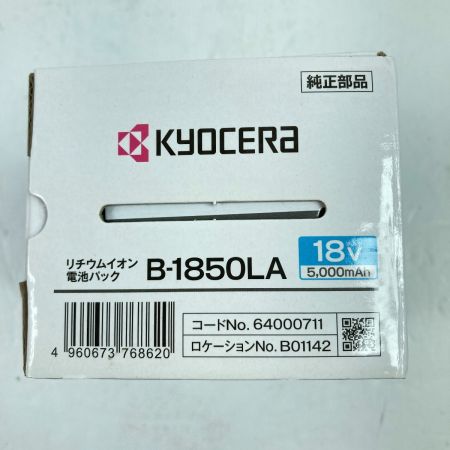 純正部品
KYOCERA
リチウムイオン
電池パック
B-1850LA
18V
5,000mAh
コードNo. 64000711
ロケーションNo. B01142
4 960673 768620